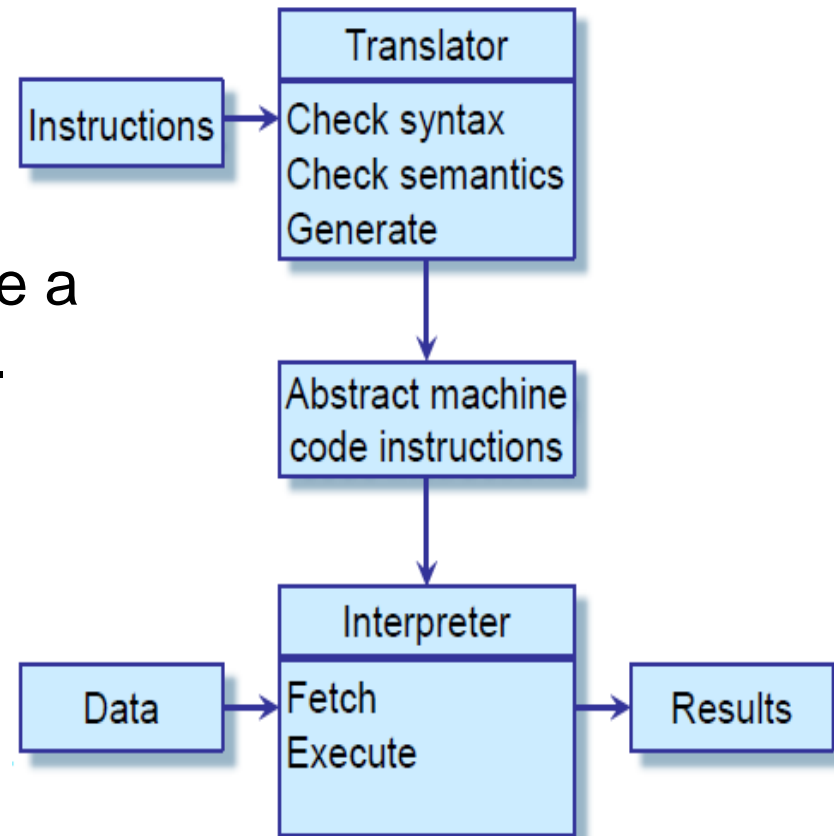 Translator
Instructions
Check syntax
Check semantics
Generate
e a
.
Abstract machine
code instructions
Interpreter
Data
Fetch
Execute
Results